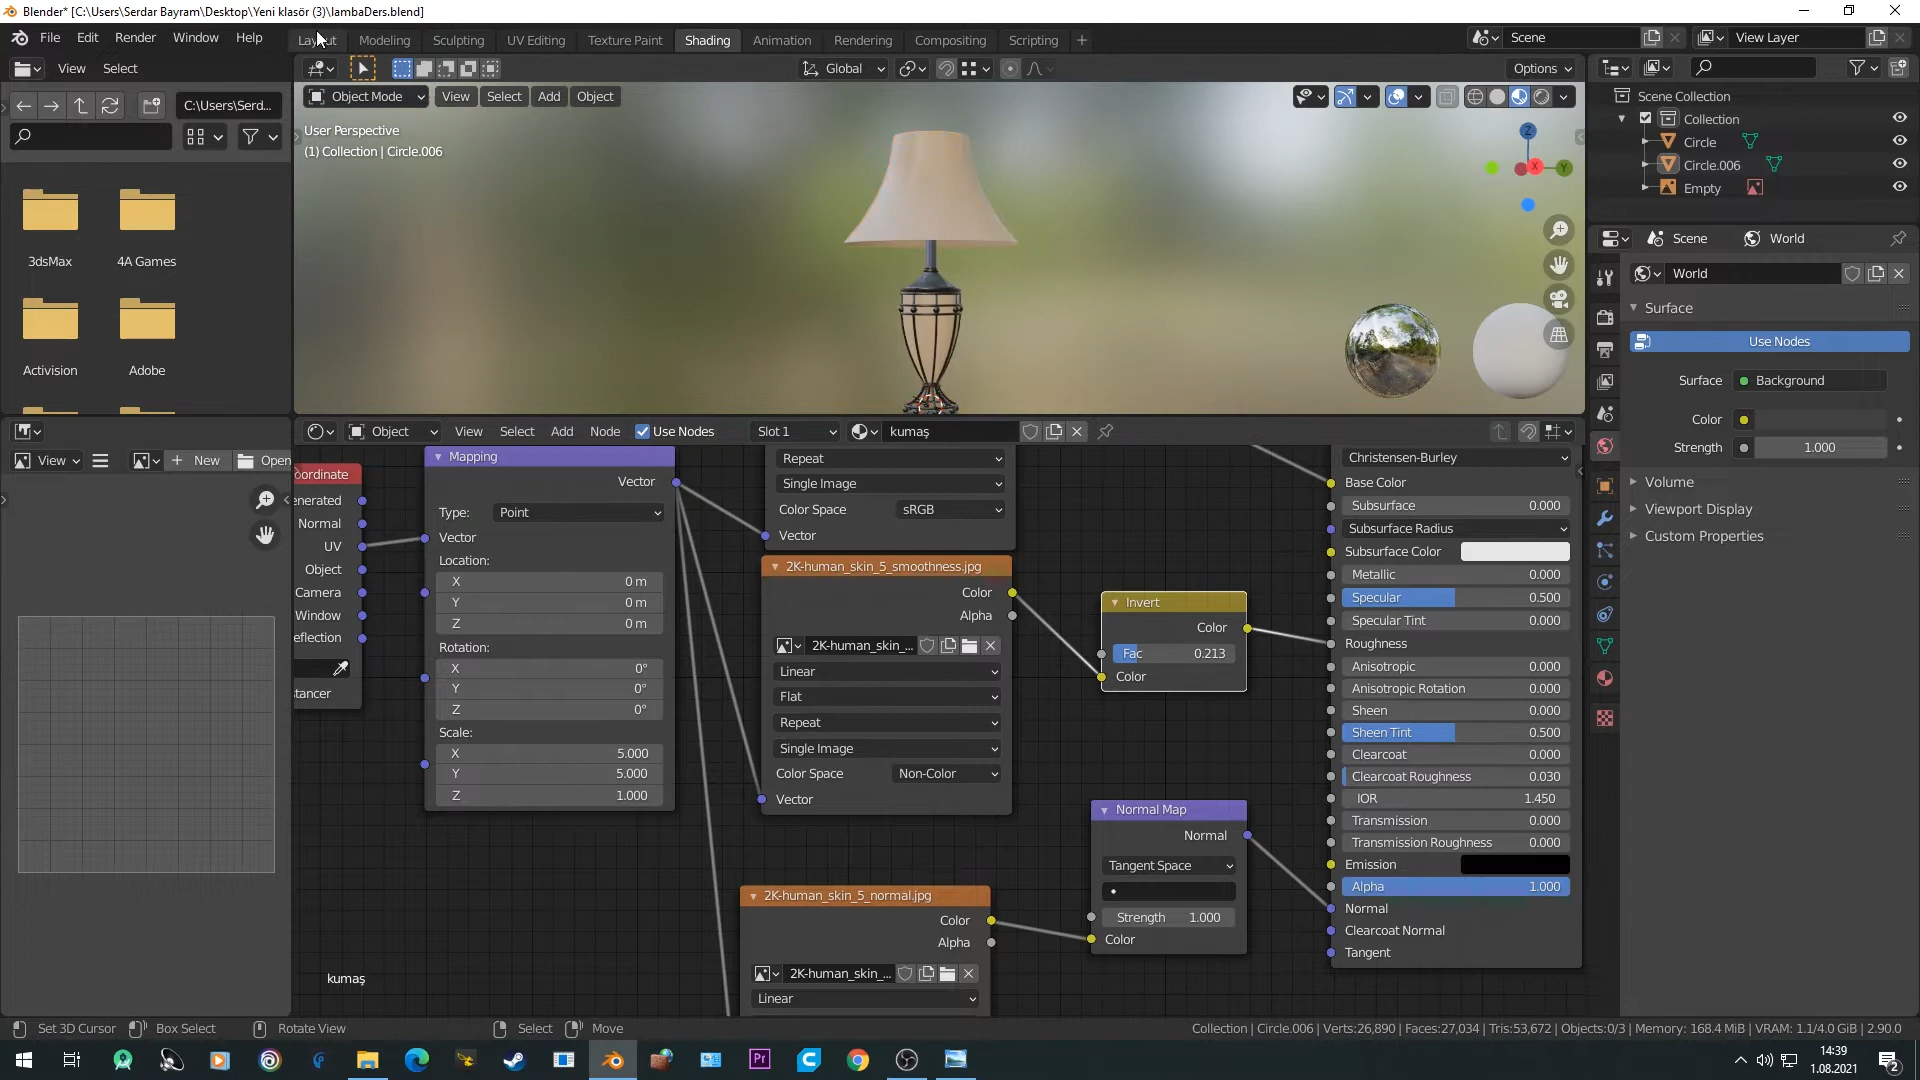 Blender* [C:\Users\Serdar Bayram\Desktop\Yeni klasör (3)\lambaDers.blend]
File Edit Render Window Help
Layout Modeling Sculpting UV Editing Texture Paint Shading Animation Rendering Compositing Scripting +
Scene
View Layer
View Select
Global
Options
C:\Users\Serd...
Object Mode View Select Add Object
User Perspective
(1) Collection | Circle.006
Z
X
Y
3dsMax
4A Games
Activision
Adobe
Scene Collection
Collection
Circle
Circle.006
Empty
Scene World
World
Surface
Use Nodes
Surface Background
Color
Strength 1.000
Volume
Viewport Display
Custom Properties
View New Open
Object View Select Add Node Use Nodes Slot 1 kumaş
oordinate
enerated
Normal
UV
Object
Camera
Window
eflection
stancer
Mapping
Vector
Type: Point
Vector
Location:
X 0 m
Y 0 m
Z 0 m
Rotation:
X 0°
Y 0°
Z 0°
Scale:
X 5.000
Y 5.000
Z 1.000
Repeat
Single Image
Color Space sRGB
Vector
2K-human_skin_5_smoothness.jpg
Color
Alpha
2K-human_skin_...
Linear
Flat
Repeat
Single Image
Color Space Non-Color
Vector
2K-human_skin_5_normal.jpg
Color
Alpha
2K-human_skin_...
Linear
Invert
Color
Fac 0.213
Color
Normal Map
Normal
Tangent Space
Strength 1.000
Color
Christensen-Burley
Base Color
Subsurface 0.000
Subsurface Radius
Subsurface Color
Metallic 0.000
Specular 0.500
Specular Tint 0.000
Roughness
Anisotropic 0.000
Anisotropic Rotation 0.000
Sheen 0.000
Sheen Tint 0.500
Clearcoat 0.000
Clearcoat Roughness 0.030
IOR 1.450
Transmission 0.000
Transmission Roughness 0.000
Emission
Alpha 1.000
Normal
Clearcoat Normal
Tangent
kumaş
Set 3D Cursor Box Select Rotate View Select Move
Collection | Circle.006 | Verts:26,890 | Faces:27,034 | Tris:53,672 | Objects:0/3 | Memory: 168.4 MiB | VRAM: 1.1/4.0 GiB | 2.90.0
Pr
14:39
1.08.2021
2